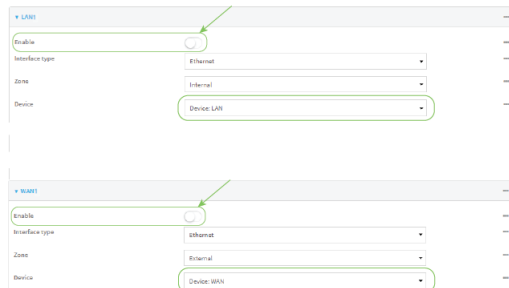 ▾ LAN1
Enable
Interface type Ethernet
Zone Internal
Device Device: LAN
▾ WAN1
Enable
Interface type Ethernet
Zone External
Device Device: WAN